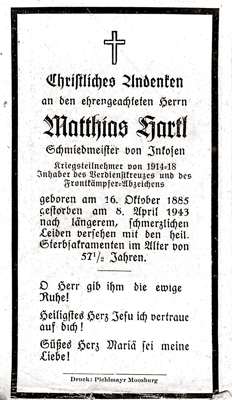 Christliches Andenken
an den ehrengeachteten Herrn
Matthias Hartl
Schmiedmeister von Inkofen
Kriegsteilnehmer von 1914-18
Inhaber des Verdienstkreuzes und des
Frontkämpfer-Abzeichens
geboren am 16. Oktober 1885
gestorben am 8. April 1943
nach längerem, schmerzlichen
Leiden versehen mit den heil.
Sterbsakramenten im Alter von
57 1/2 Jahren.
O Herr gib ihm die ewige
Ruhe!
Heiligstes Herz Jesu ich vertraue
auf dich!
Süßes Herz Mariä sei meine
Liebe!
Druck: Pichlmayr Moosburg